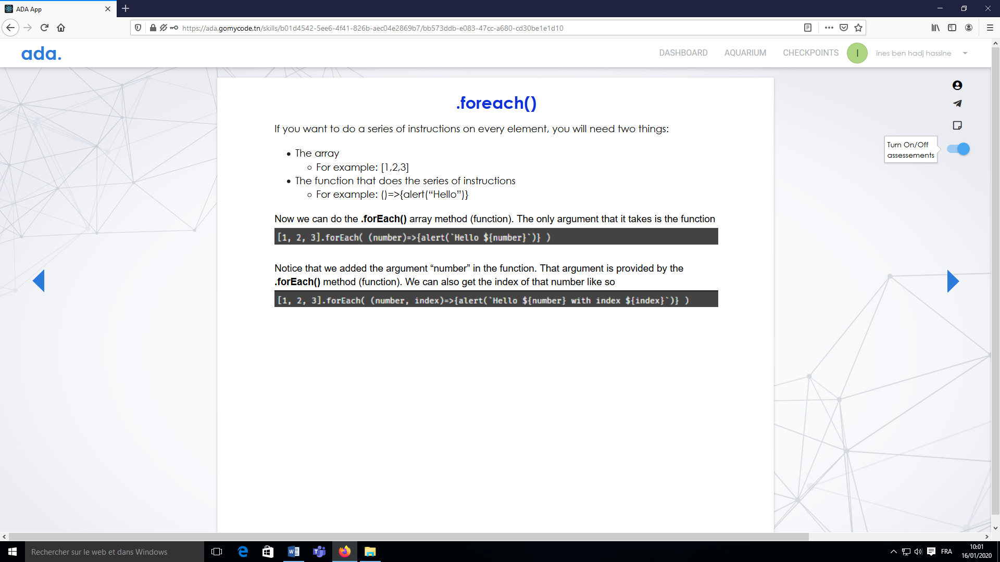 ADA App
https://ada.gomycode.tn/skills/b01d4542-5ee6-4f41-826b-aec04e2869b7/bb573ddb-e083-47cc-a680-cd30be1e1d10
ada.
DASHBOARD AQUARIUM CHECKPOINTS I ines ben hadj hassine
.foreach()
If you want to do a series of instructions on every element, you will need two things:
Turn On/Off
assessements
• The array
○ For example: [1,2,3]
• The function that does the series of instructions
○ For example: ()=>{alert(“Hello”)}
Now we can do the .forEach() array method (function). The only argument that it takes is the function
[1, 2, 3].forEach( (number)=>{alert(`Hello ${number}`)} )
Notice that we added the argument “number” in the function. That argument is provided by the
.forEach() method (function). We can also get the index of that number like so
[1, 2, 3].forEach( (number, index)=>{alert(`Hello ${number} with index ${index}`)} )
Rechercher sur le web et dans Windows
FRA
10:01
16/01/2020